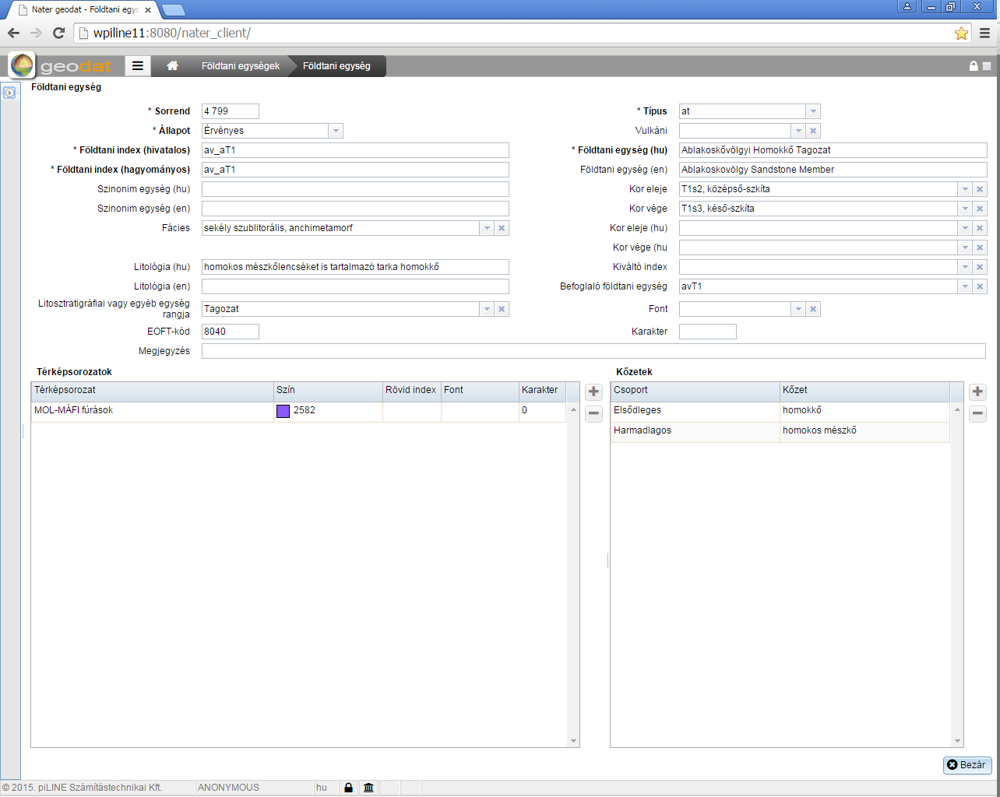 Nater geodat - Földtani egys
wpiline11:8080/nater_client/
geodat
Földtani egységek
Földtani egység
Földtani egység
* Sorrend 4 799
* Típus at
* Állapot Érvényes
Vulkáni
* Földtani index (hivatalos) av_aT1
* Földtani egység (hu) Ablakoskővölgyi Homokkő Tagozat
* Földtani index (hagyományos) av_aT1
Földtani egység (en) Ablakoskovölgy Sandstone Member
Szinonim egység (hu)
Kor eleje T1s2, középső-szkíta
Szinonim egység (en)
Kor vége T1s3, késő-szkíta
Fácies sekély szublitorális, anchimetamorf
Kor eleje (hu)
Kor vége (hu
Litológia (hu) homokos mészkőlencséket is tartalmazó tarka homokkő
Kiváltó index
Litológia (en)
Befoglaló földtani egység avT1
Litosztratigráfiai vagy egyéb egység
rangja Tagozat
Font
EOFT-kód 8040
Karakter
Megjegyzés
Térképsorozatok
Térképsorozat Szín Rövid index Font Karakter
MOL-MÁFI fúrások 2582 0
Kőzetek
Csoport Kőzet
Elsődleges homokkő
Harmadlagos homokos mészkő
Bezár
© 2015. piLINE Számítástechnikai Kft. ANONYMOUS hu